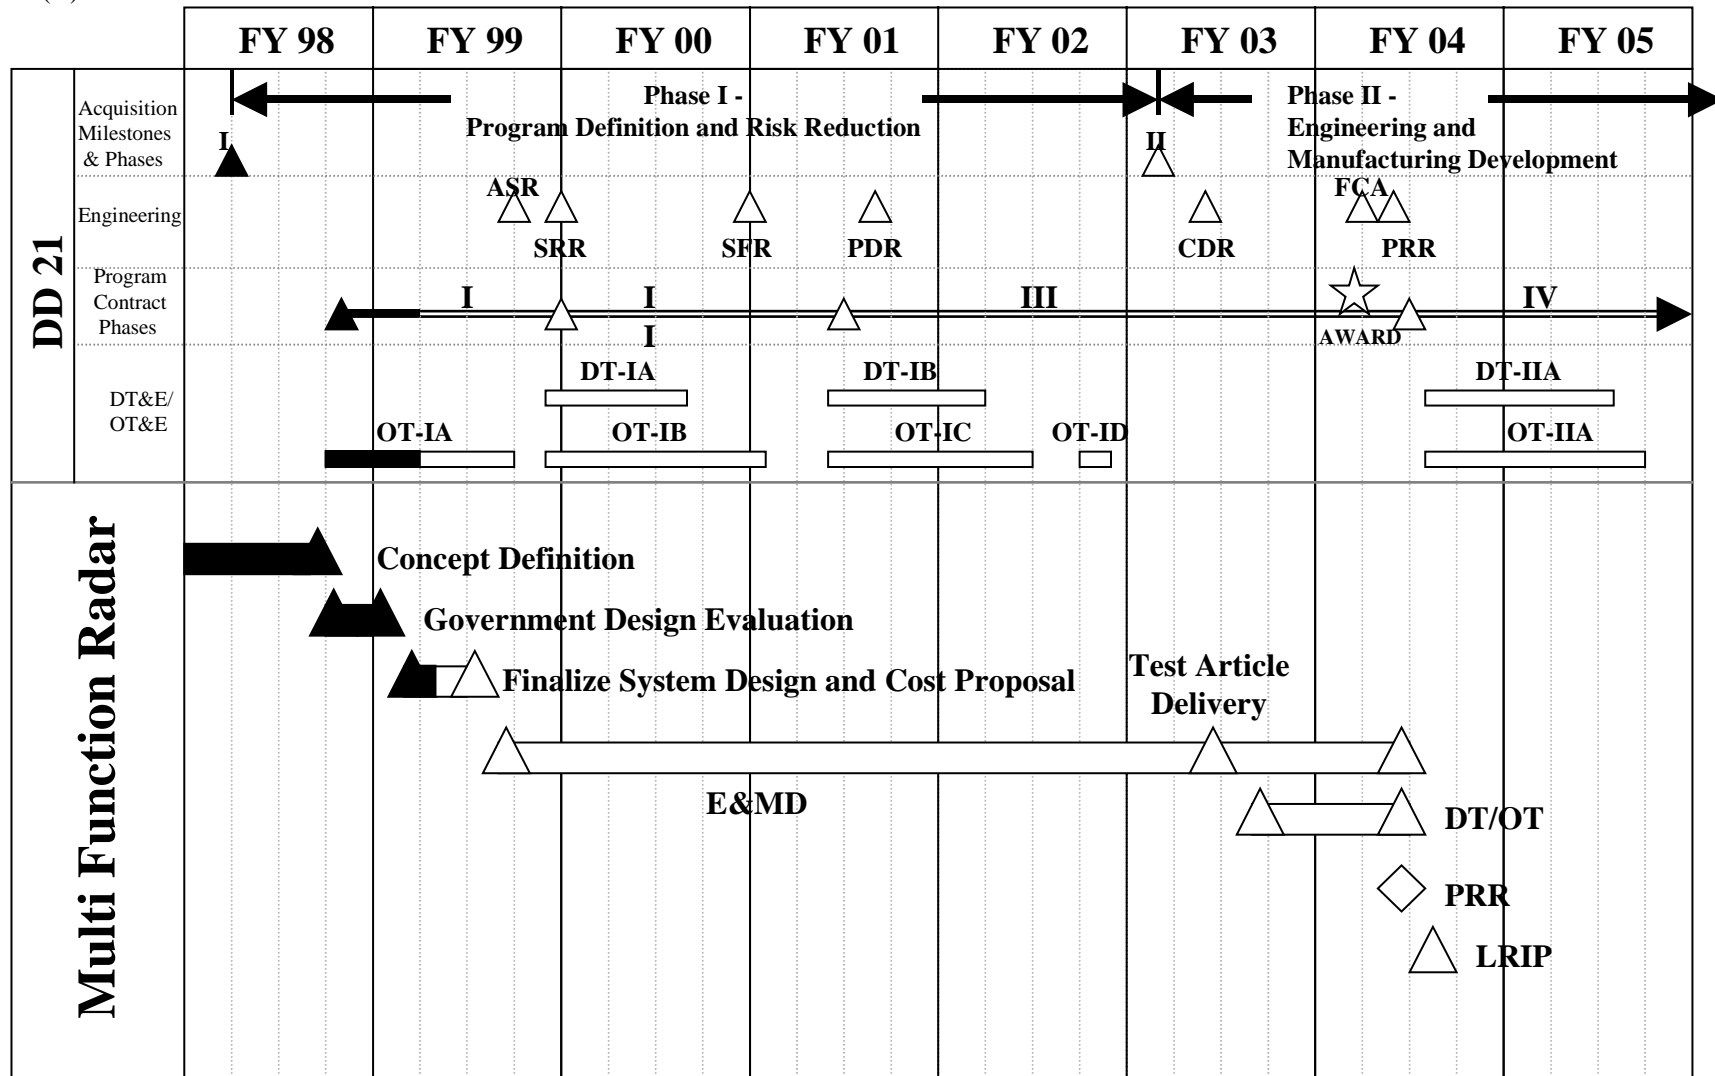 FY 98 FY 99 FY 00 FY 01 FY 02 FY 03 FY 04 FY 05
DD 21
Acquisition
Milestones
& Phases
I
Phase I -
Program Definition and Risk Reduction
II
Phase II -
Engineering and
Manufacturing Development
Engineering
ASR
SRR
SFR
PDR
CDR
FCA
PRR
Program
Contract
Phases
I
I
I
III
AWARD
IV
DT&E/
OT&E
DT-IA
DT-IB
DT-IIA
OT-IA
OT-IB
OT-IC
OT-ID
OT-IIA
Multi Function Radar
Concept Definition
Government Design Evaluation
Finalize System Design and Cost Proposal
Test Article
Delivery
E&MD
DT/OT
PRR
LRIP